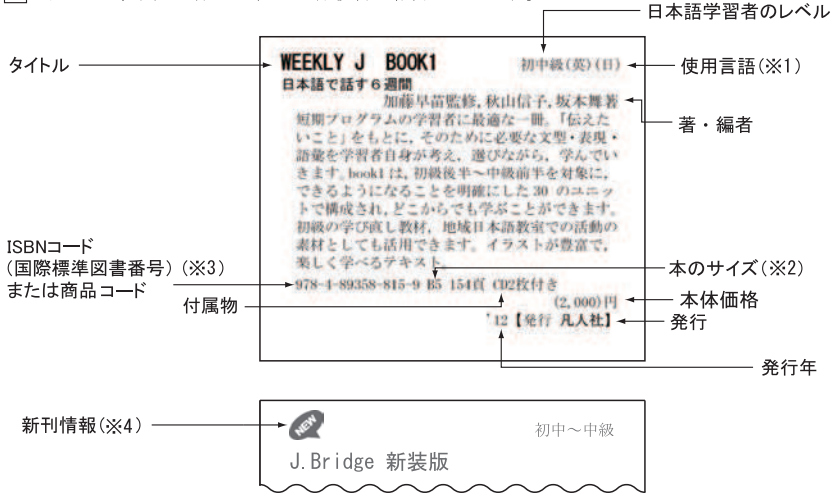 日本語学習者のレベル
タイトル
WEEKLY J BOOK1
初中級(英)(日)
使用言語(※1)
日本語で話す6週間
加藤早苗監修, 秋山信子, 坂本舞著
著・編者
短期プログラムの学習者に最適な一冊。「伝えた
いこと」をもとに, そのために必要な文型・表現・
語彙を学習者自身が考え, 選びながら, 学んでい
きます。book1は, 初級後半～中級前半を対象に,
できるようになることを明確にした30 のユニッ
トで構成され, どこからでも学ぶことができます。
初級の学び直し教材, 地域日本語教室での活動の
素材としても活用できます。イラストが豊富で,
楽しく学べるテキスト。
ISBNコード
(国際標準図書番号)(※3)
または商品コード
978-4-89358-815-9 B5 154頁 CD2枚付き
本のサイズ(※2)
付属物
(2,000)円
本体価格
'12【発行 凡人社】
発行
発行年
新刊情報(※4)
NEW
初中～中級
J.Bridge 新装版